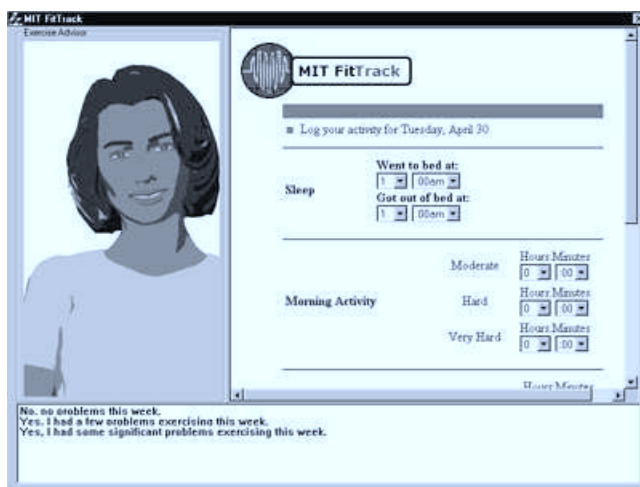 MIT FitTrack
Exercise Advisor
MIT FitTrack
Log your activity for Tuesday, April 30
Went to bed at:
1 00am
Sleep
Got out of bed at:
1 00am
Hours Minutes
Moderate 0 :00
Hours Minutes
Morning Activity Hard 0 :00
Hours Minutes
Very Hard 0 :00
Hours Minutes
No, no problems this week.
Yes, I had a few problems exercising this week.
Yes, I had some significant problems exercising this week.